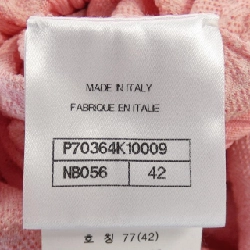 MADE IN ITALY
FABRIQUE EN ITALIE
P70364K10009
NB056 42
호 칭 77(42)